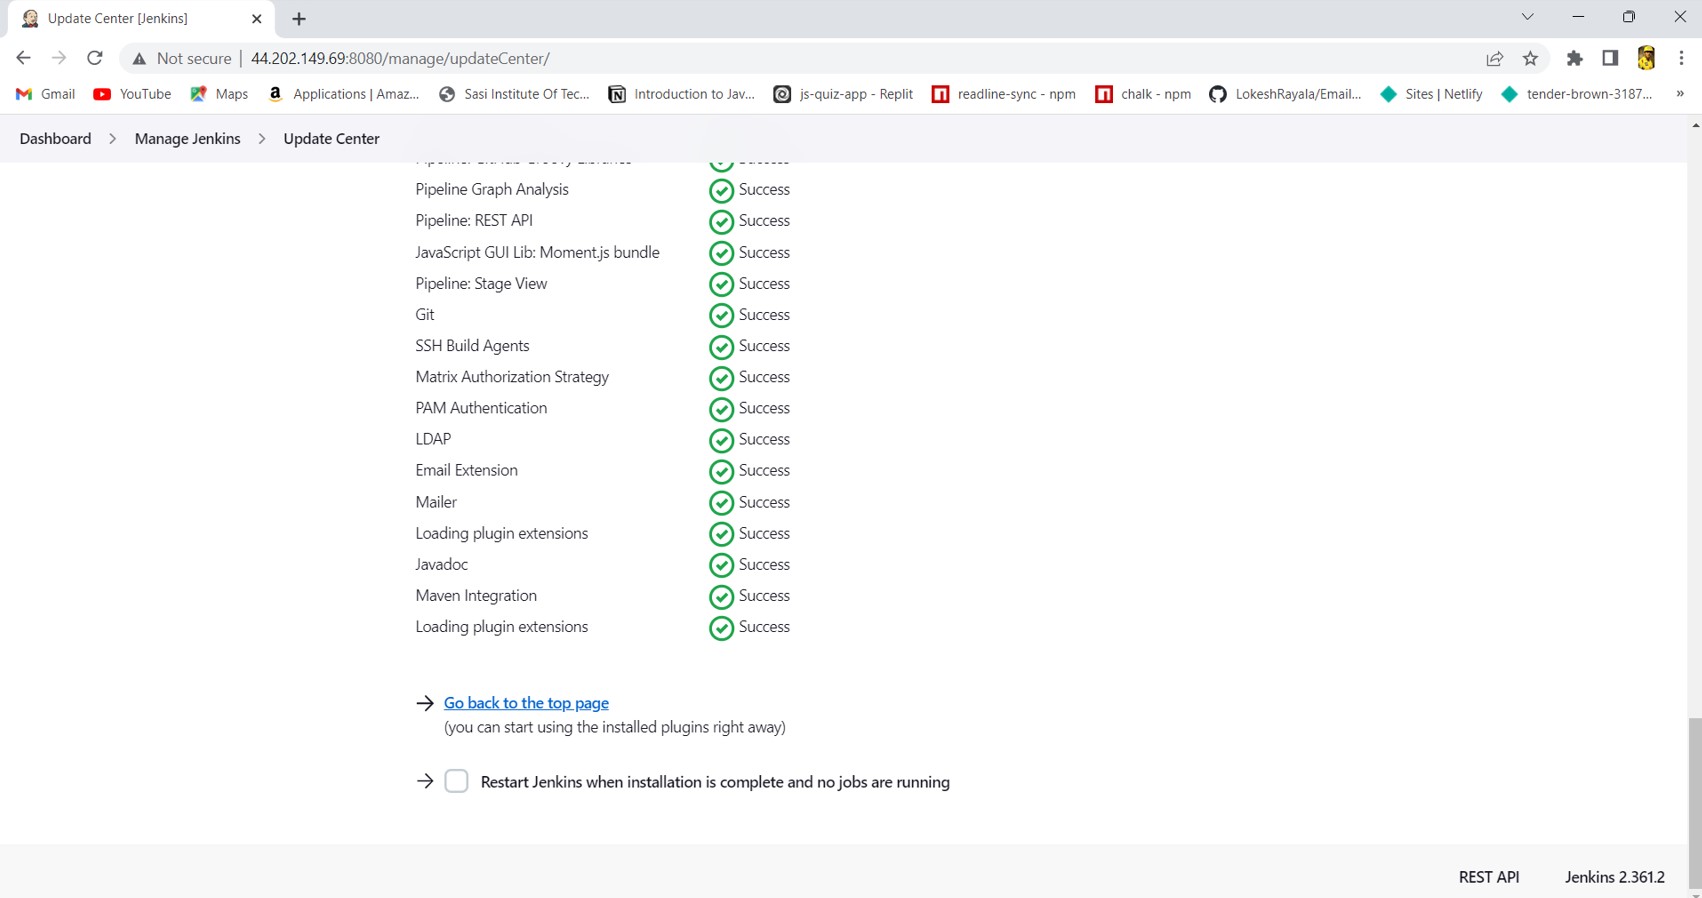 Update Center [Jenkins]
Not secure | 44.202.149.69:8080/manage/updateCenter/
Gmail YouTube Maps Applications | Amaz... Sasi Institute Of Tec... Introduction to Jav... js-quiz-app - Replit readline-sync - npm chalk - npm LokeshRayala/Email... Sites | Netlify tender-brown-3187... »
Dashboard > Manage Jenkins > Update Center
Pipeline Graph Analysis Success
Pipeline: REST API Success
JavaScript GUI Lib: Moment.js bundle Success
Pipeline: Stage View Success
Git Success
SSH Build Agents Success
Matrix Authorization Strategy Success
PAM Authentication Success
LDAP Success
Email Extension Success
Mailer Success
Loading plugin extensions Success
Javadoc Success
Maven Integration Success
Loading plugin extensions Success
Go back to the top page
(you can start using the installed plugins right away)
Restart Jenkins when installation is complete and no jobs are running
REST API Jenkins 2.361.2